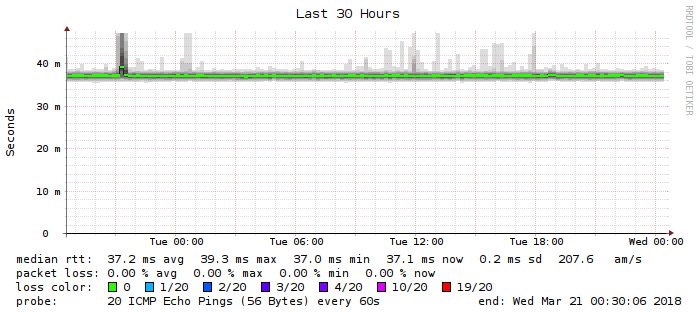 Last 30 Hours
RRDTOOL / TOBI OETIKER
Seconds
40 m
30 m
20 m
10 m
0
Tue 00:00 Tue 06:00 Tue 12:00 Tue 18:00 Wed 00:00
median rtt: 37.2 ms avg 39.3 ms max 37.0 ms min 37.1 ms now 0.2 ms sd 207.6 am/s
packet loss: 0.00 % avg 0.00 % max 0.00 % min 0.00 % now
loss color: 0 1/20 2/20 3/20 4/20 10/20 19/20
probe: 20 ICMP Echo Pings (56 Bytes) every 60s end: Wed Mar 21 00:30:06 2018